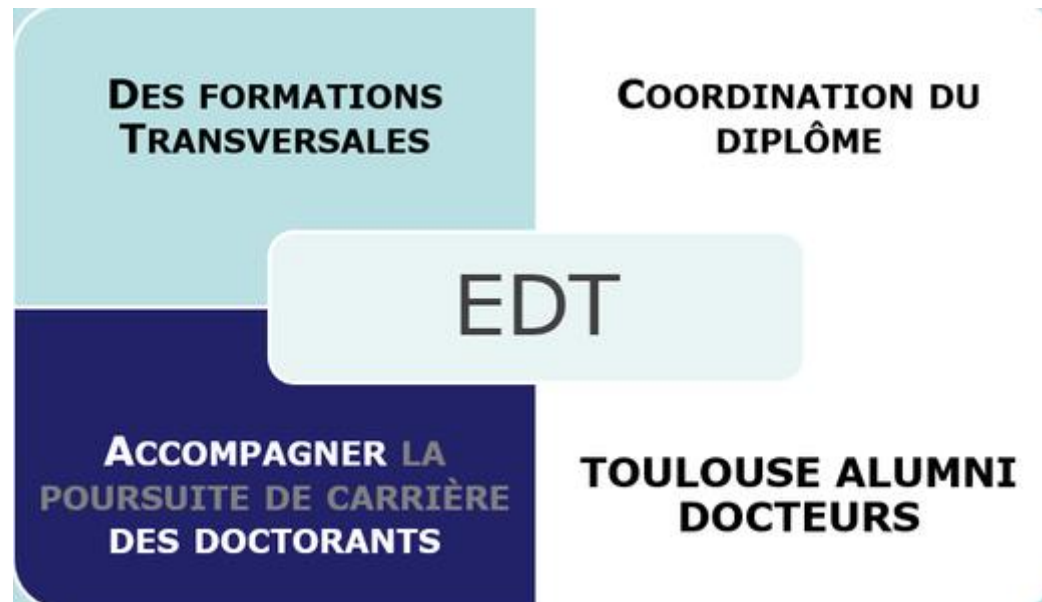 DES FORMATIONS
TRANSVERSALES
COORDINATION DU
DIPLÔME
EDT
ACCOMPAGNER LA
POURSUITE DE CARRIÈRE
DES DOCTORANTS
TOULOUSE ALUMNI
DOCTEURS